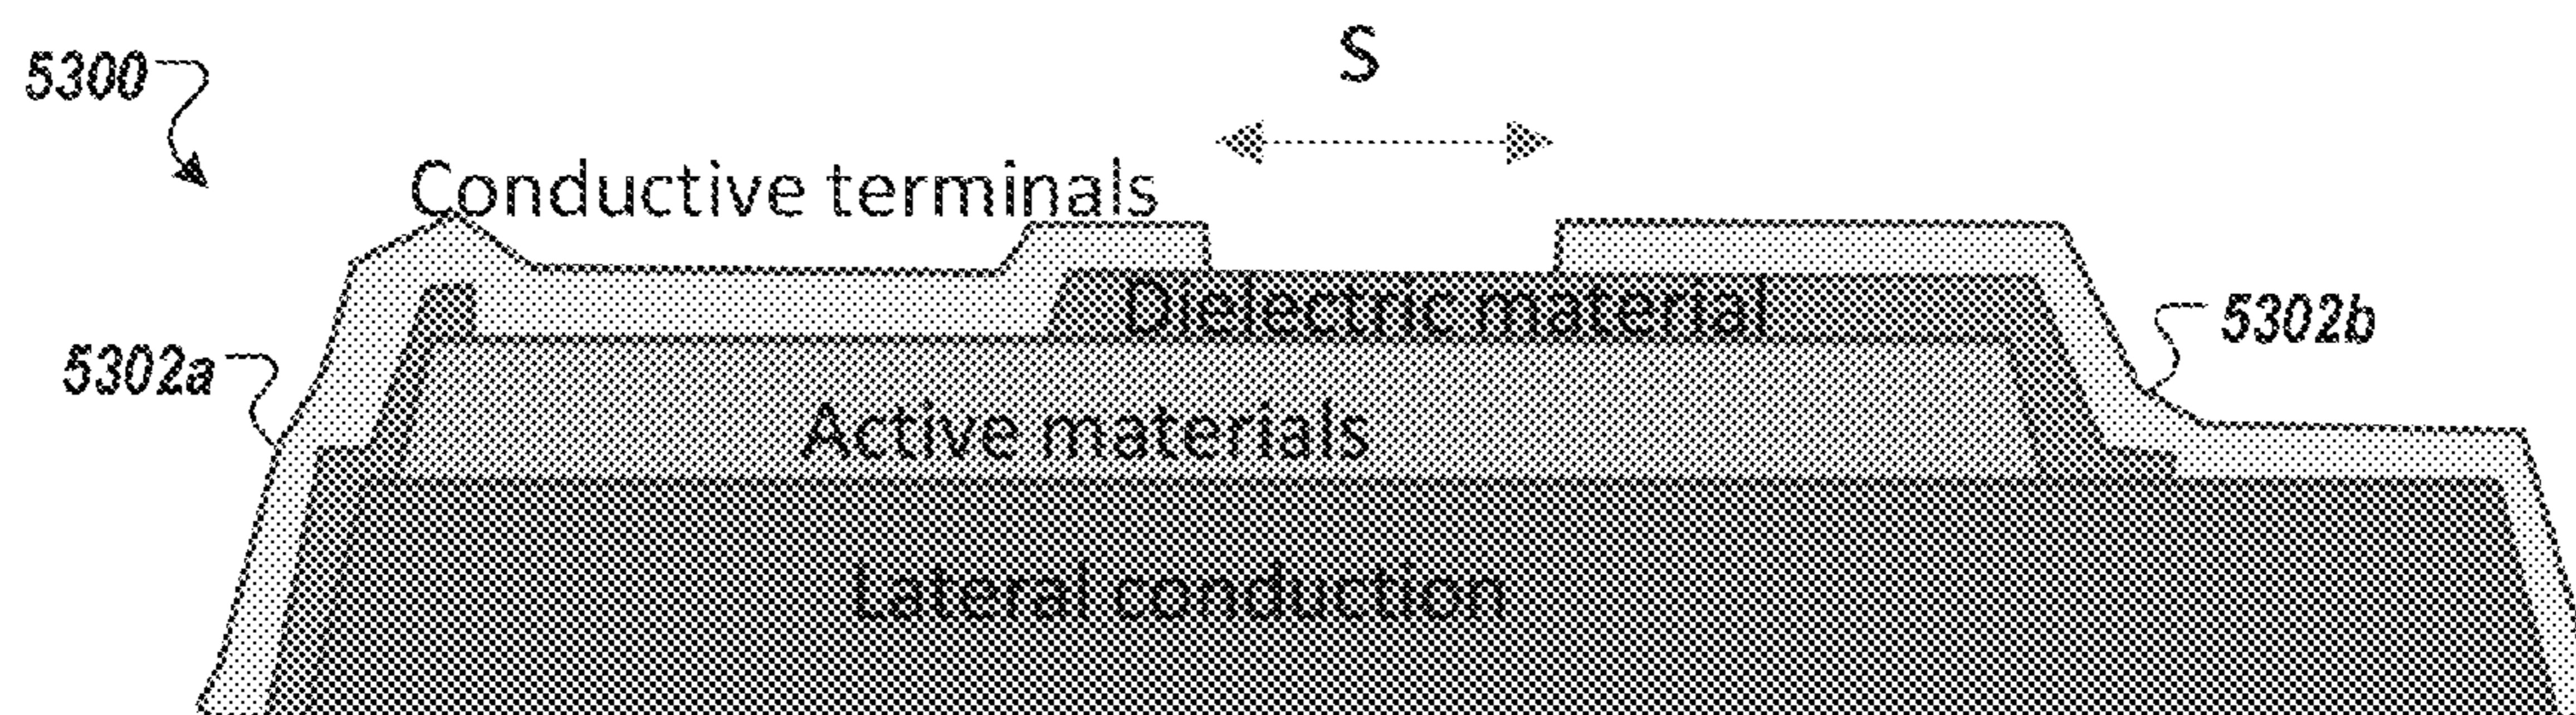 S
5300
Conductive terminals
Dielectric material
5302b
5302a
Active materials
Lateral conduction